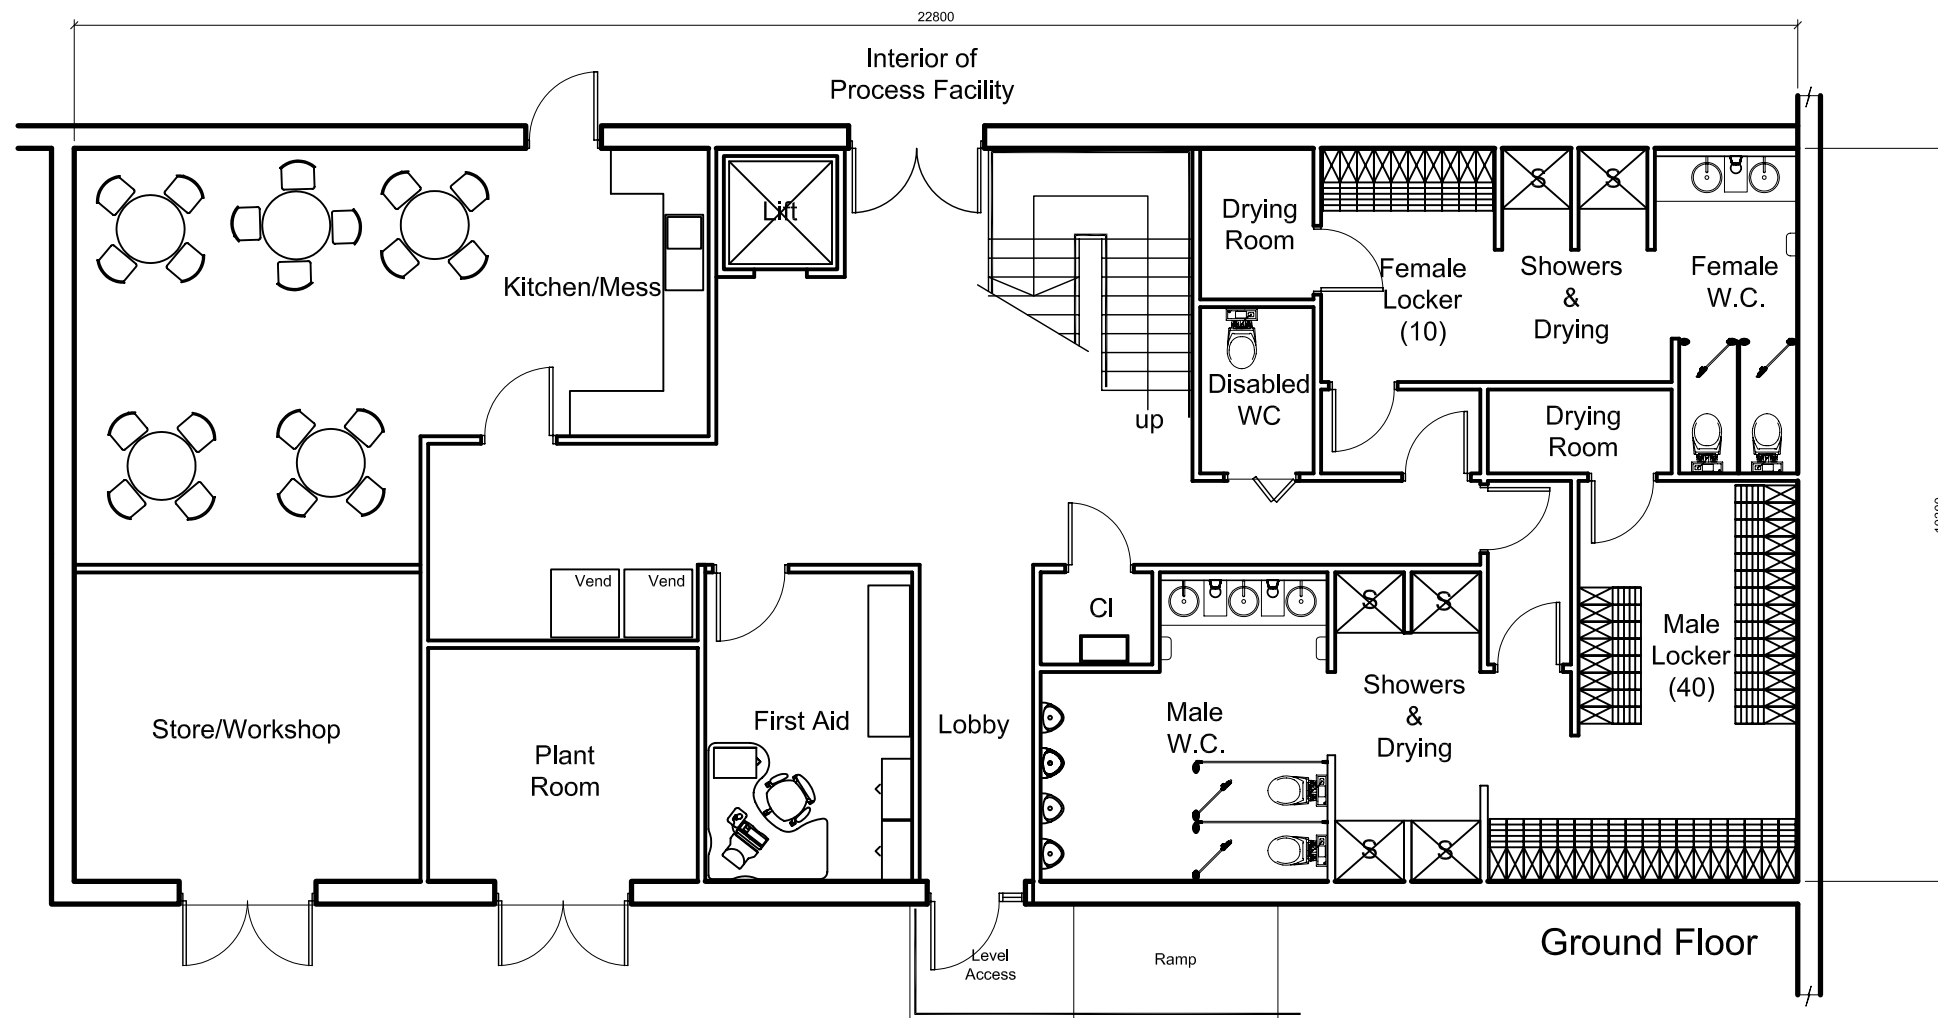 22800
Interior of
Process Facility
Lift
Kitchen/Mess
Drying
Room
Female
Locker
(10)
Showers
&
Drying
Female
W.C.
S
S
Disabled
WC
up
Drying
Room
Vend
Vend
Cl
S
S
Male
Locker
(40)
Store/Workshop
Plant
Room
First Aid
Lobby
Male
W.C.
Showers
&
Drying
S
S
Level
Access
Ramp
Ground Floor